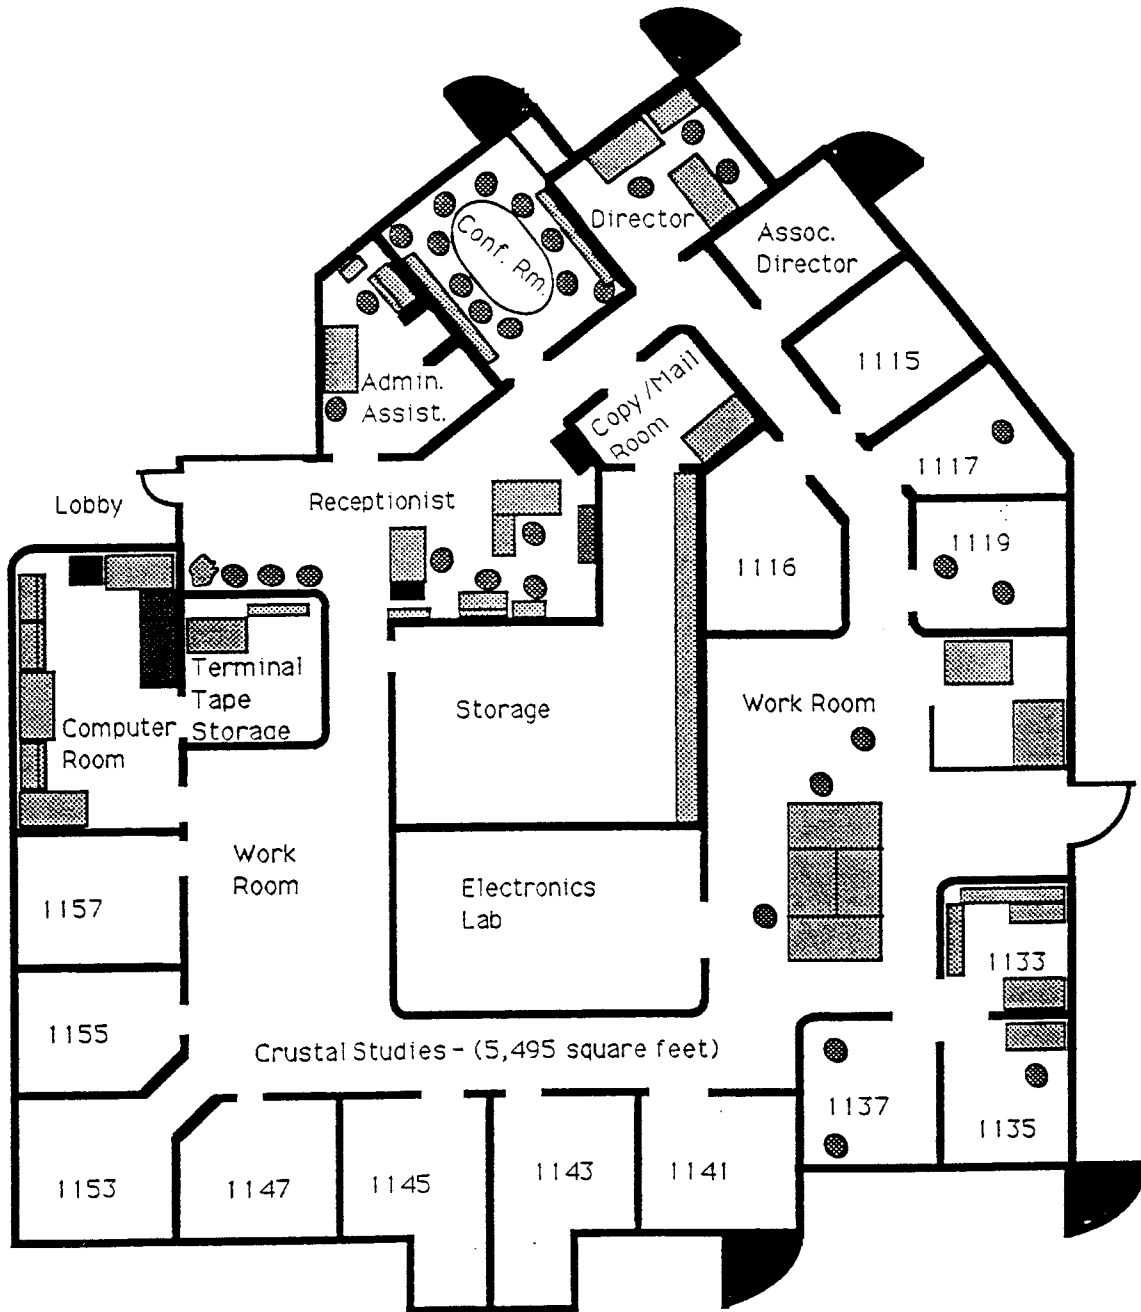 Director
Assoc.
Director
Conf. Rm.
1115
Admin.
Assist.
Copy/Mail
Room
1117
Lobby
Receptionist
1119
1116
Terminal
Tape
Storage
Computer
Room
Storage
Work Room
Work
Room
Electronics
Lab
1157
1133
1155
Crustal Studies - (5,495 square feet)
1137
1135
1153
1147
1145
1143
1141